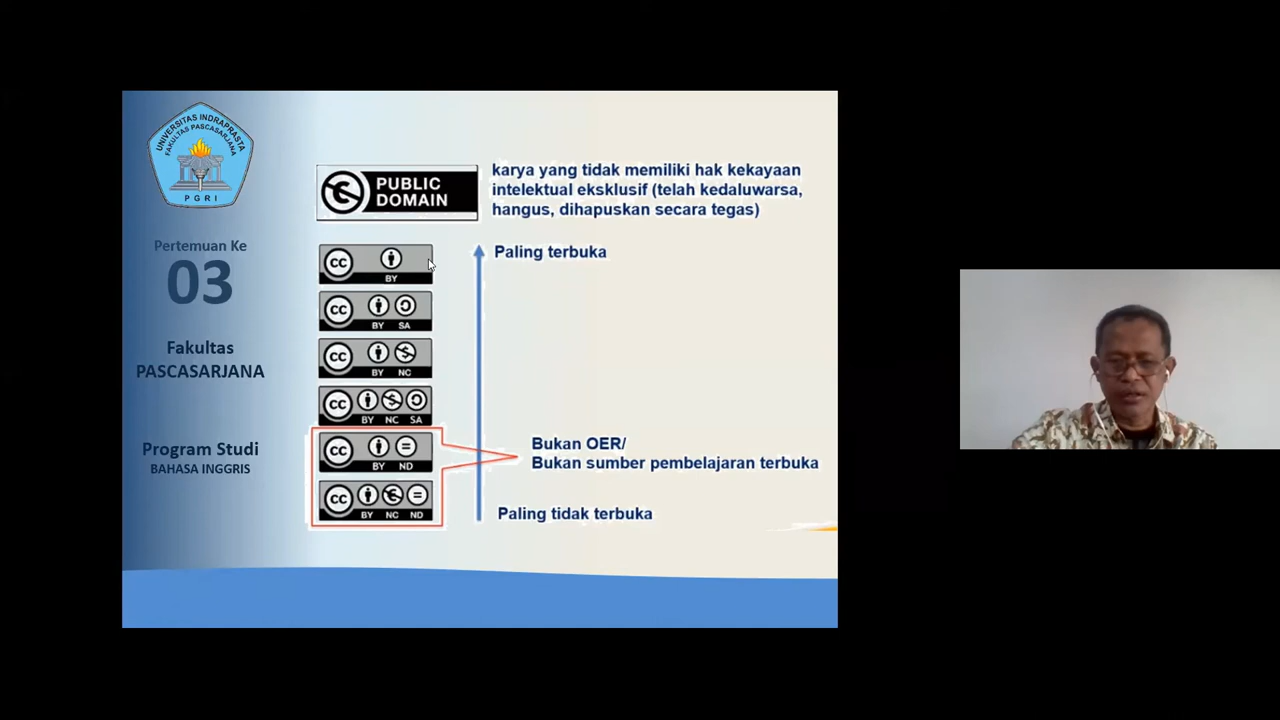 UNIVERSITAS INDRAPRASTA
FAKULTAS PASCASARJANA
PGRI
Pertemuan Ke
03
Fakultas
PASCASARJANA
Program Studi
BAHASA INGGRIS
PUBLIC
DOMAIN
karya yang tidak memiliki hak kekayaan
intelektual eksklusif (telah kedaluwarsa,
hangus, dihapuskan secara tegas)
Paling terbuka
CC
BY
CC
BY SA
CC
BY NC
CC
BY NC SA
CC
BY ND
CC
BY NC ND
Bukan OER/
Bukan sumber pembelajaran terbuka
Paling tidak terbuka